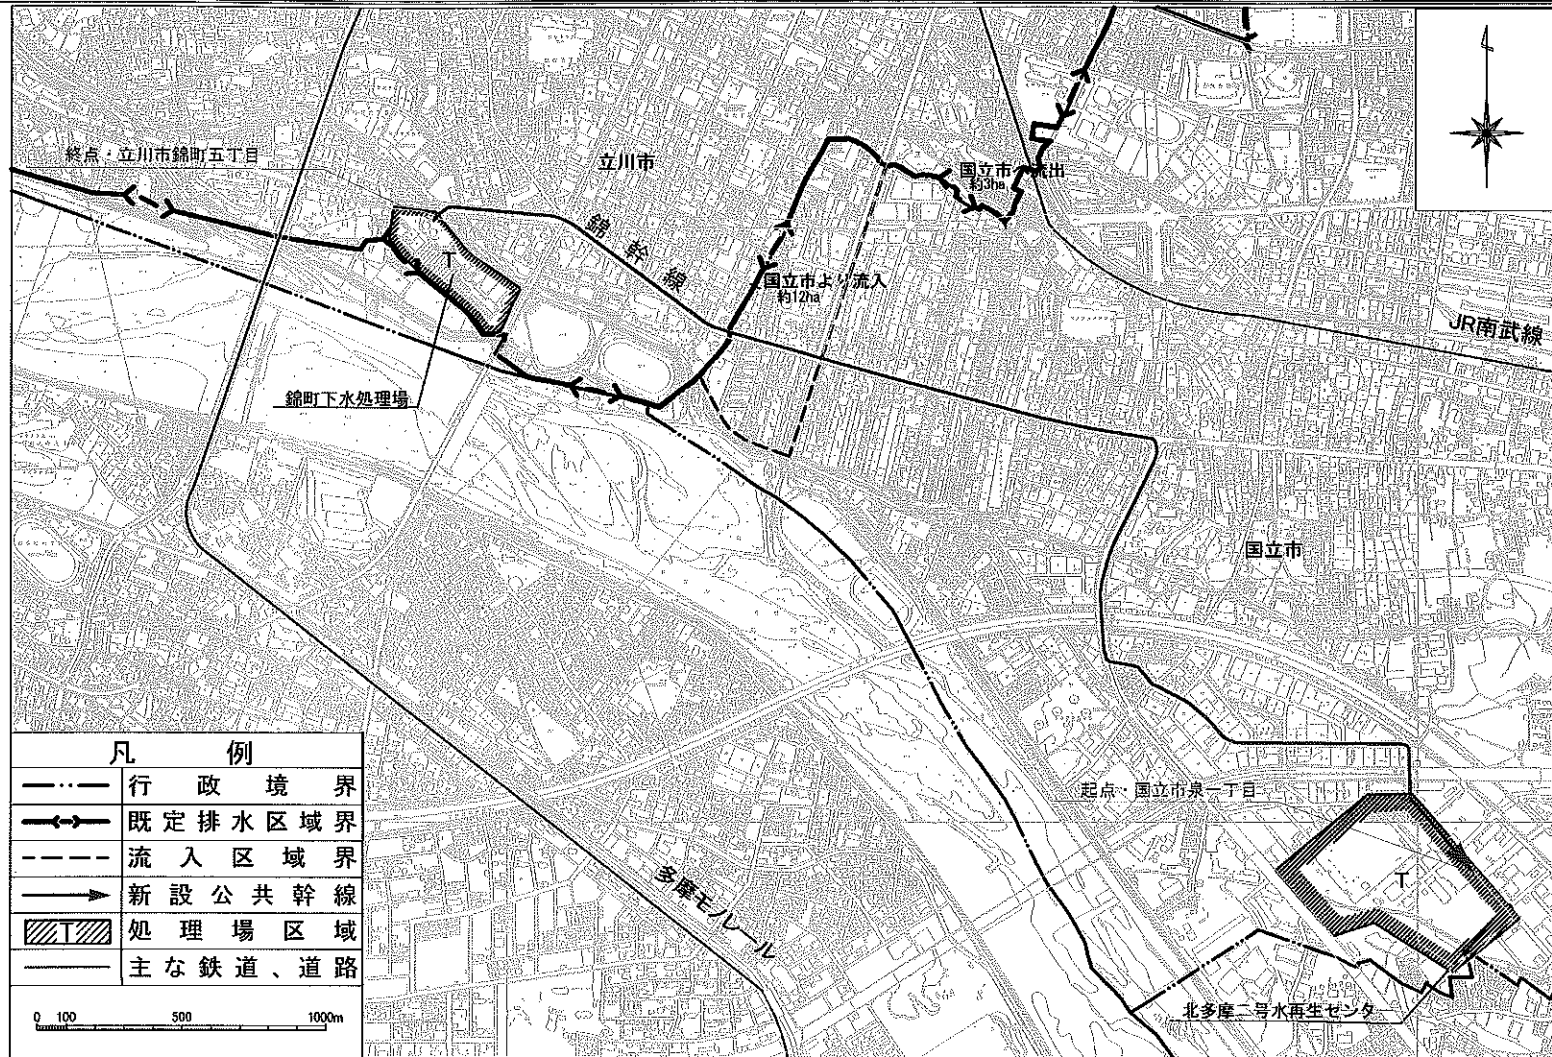 終点・立川市錦町五丁目
立川市
国立市へ流出
約3ha
錦幹線
国立市より流入
約12ha
T
JR南武線
錦町下水処理場
国立市
起点・国立市泉一丁目
T
多摩モノレール
北多摩二号水再生センター
凡例
行政境界
既定排水区域界
流入区域界
新設公共幹線
T 処理場区域
主な鉄道、道路
0 100 500 1000m